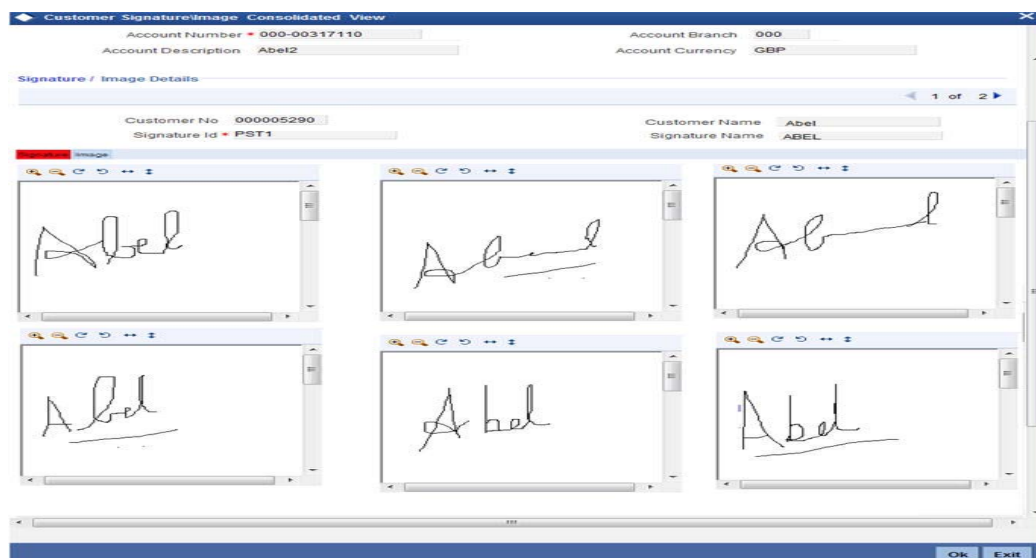 Customer Signature\Image Consolidated View
Account Number * 000-00317110 Account Branch 000
Account Description Abel2 Account Currency GBP
Signature / Image Details
1 of 2
Customer No 000005290 Customer Name Abel
Signature Id * PST1 Signature Name ABEL
Signature Image
Abel Abel Abel
Abel Abel Abel
Ok Exit